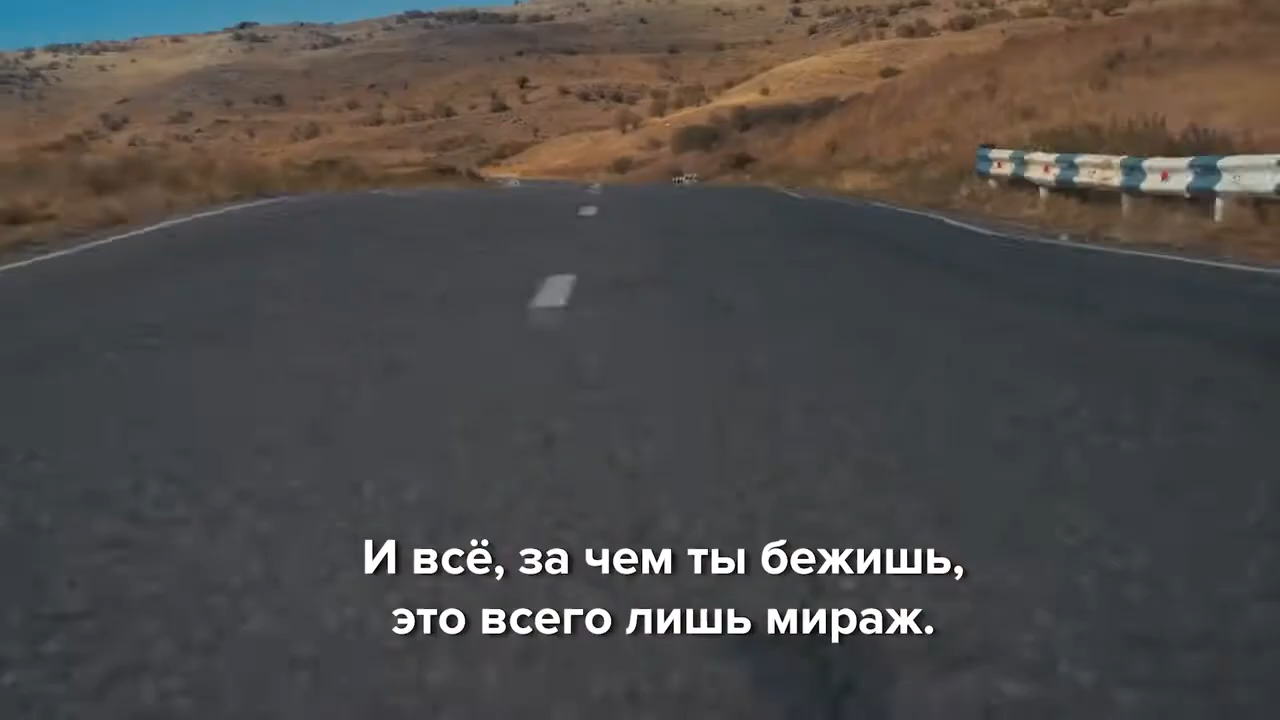 И всё, за чем ты бежишь,
это всего лишь мираж.